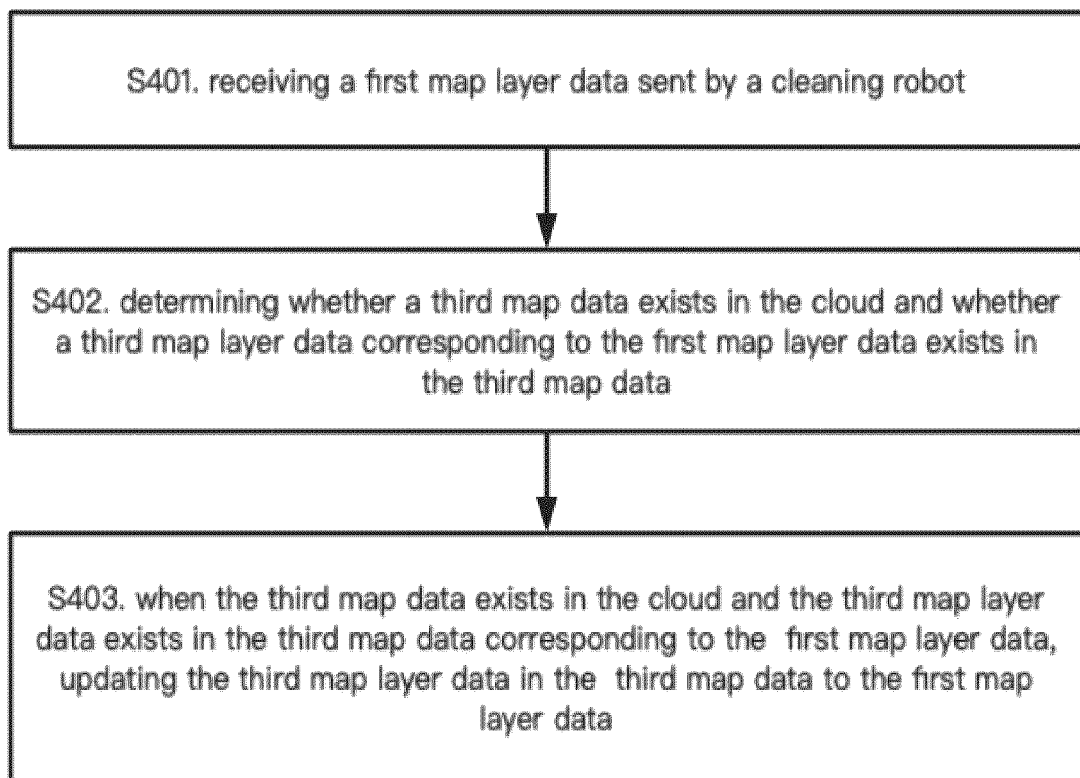 S401. receiving a first map layer data sent by a cleaning robot
S402. determining whether a third map data exists in the cloud and whether
a third map layer data corresponding to the first map layer data exists in
the third map data
S403. when the third map data exists in the cloud and the third map layer
data exists in the third map data corresponding to the first map layer data,
updating the third map layer data in the third map data to the first map
layer data